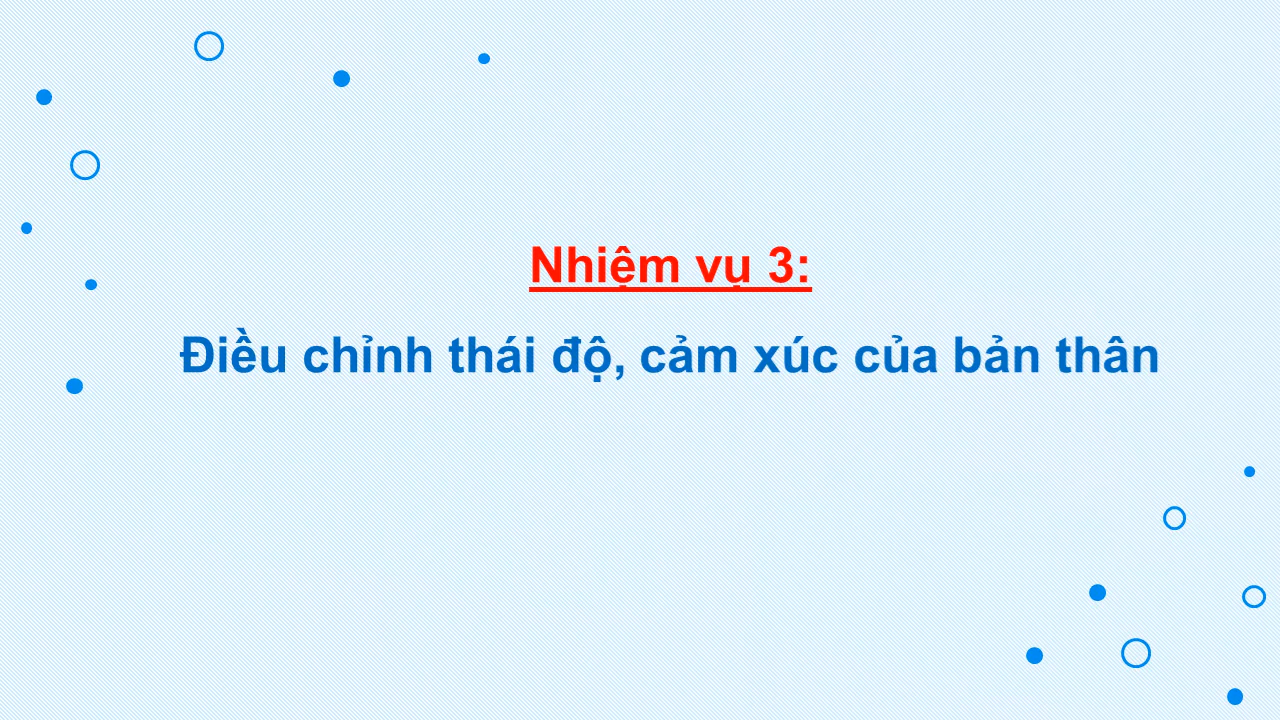 Nhiệm vụ 3:
Điều chỉnh thái độ, cảm xúc của bản thân